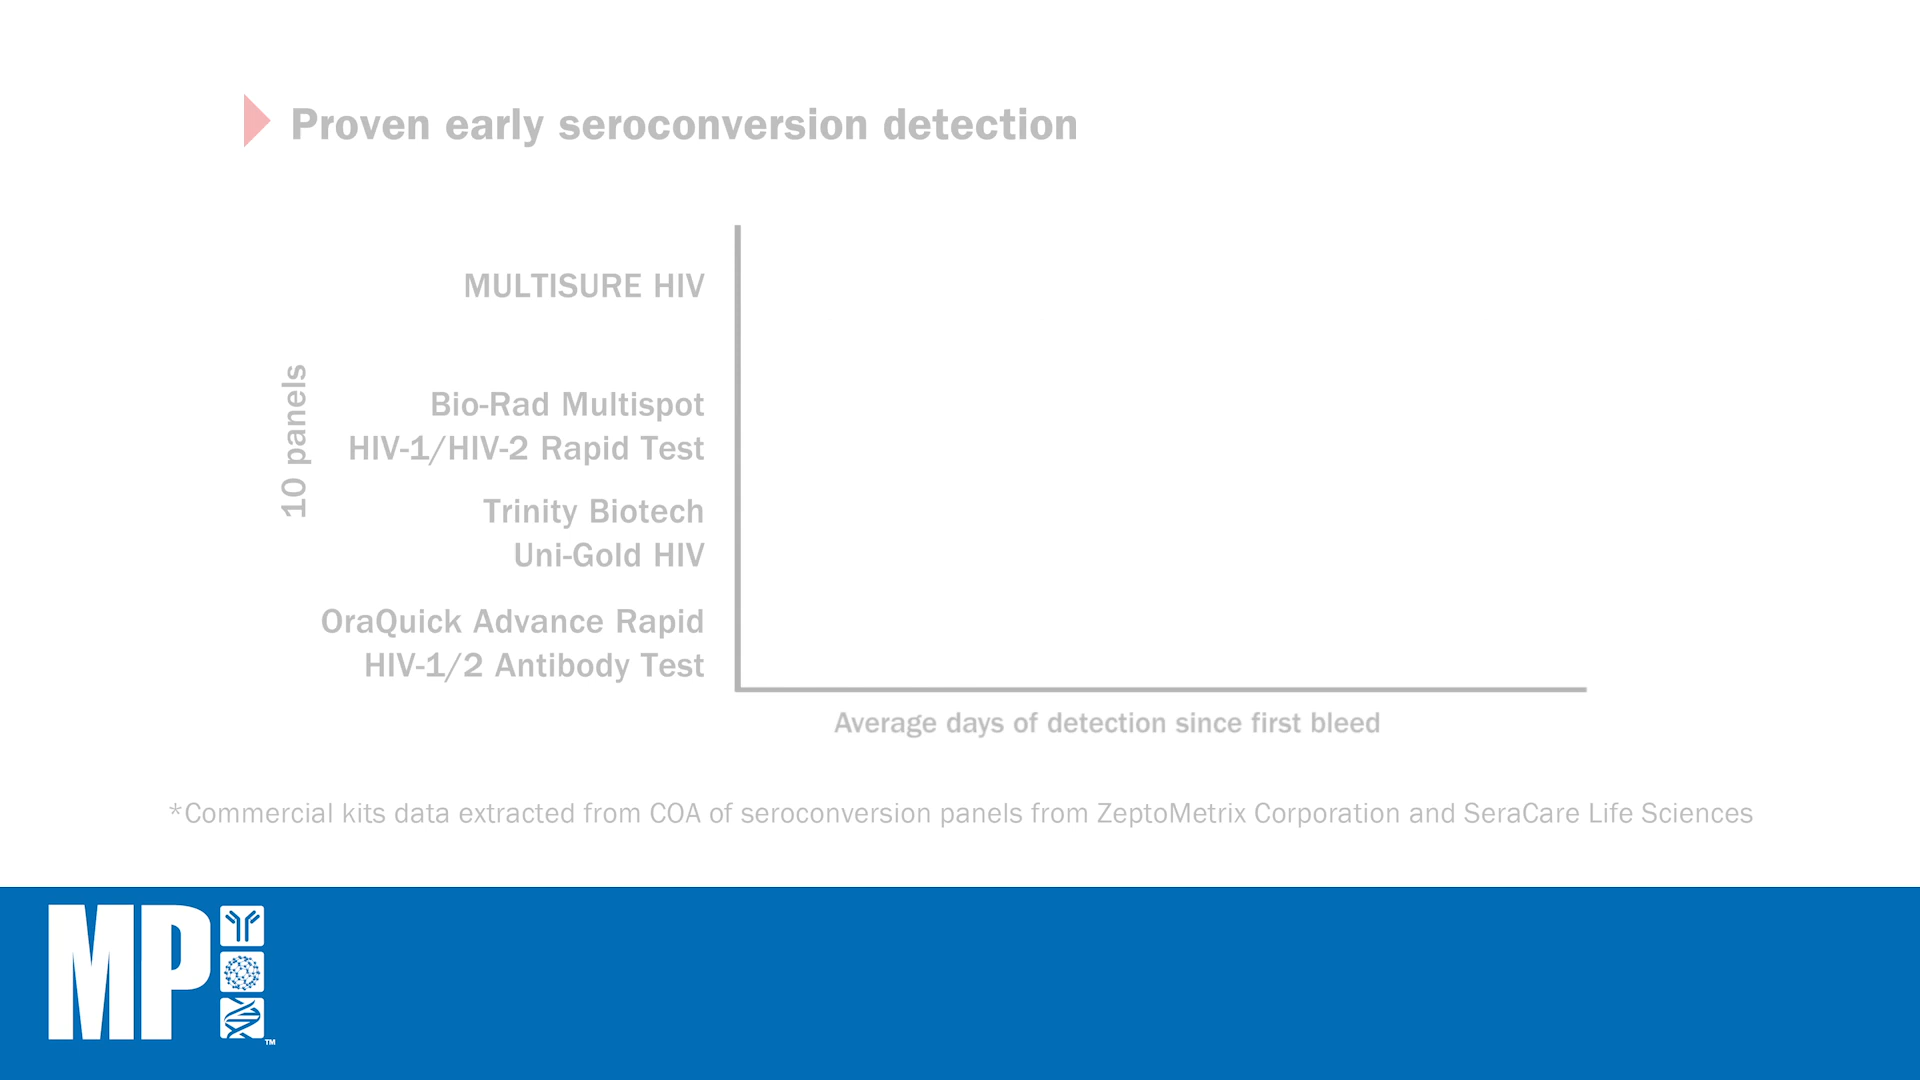 Proven early seroconversion detection
10 panels
MULTISURE HIV
Bio-Rad Multispot
HIV-1/HIV-2 Rapid Test
Trinity Biotech
Uni-Gold HIV
OraQuick Advance Rapid
HIV-1/2 Antibody Test
Average days of detection since first bleed
*Commercial kits data extracted from COA of seroconversion panels from ZeptoMetrix Corporation and SeraCare Life Sciences
MP
TM